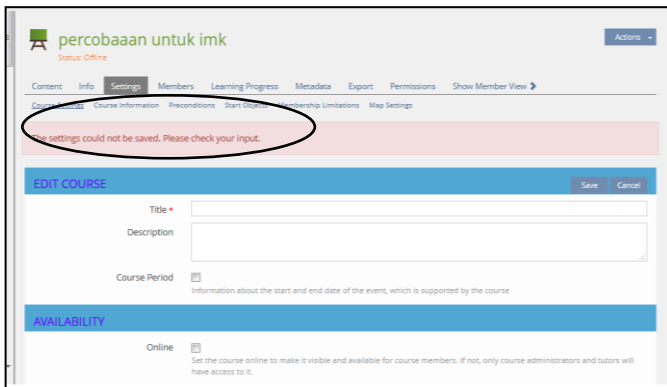 percobaaan untuk imk
Actions
Status: Offline
Content Info Settings Members Learning Progress Metadata Export Permissions Show Member View
Course Settings Course Information Preconditions Start Objects Membership Limitations Map Settings
The settings could not be saved. Please check your input.
EDIT COURSE
Save Cancel
Title *
Description
Course Period
Information about the start and end date of the event, which is supported by the course
AVAILABILITY
Online
Set the course online to make it visible and available for course members. If not, only course administrators and tutors will
have access to it.